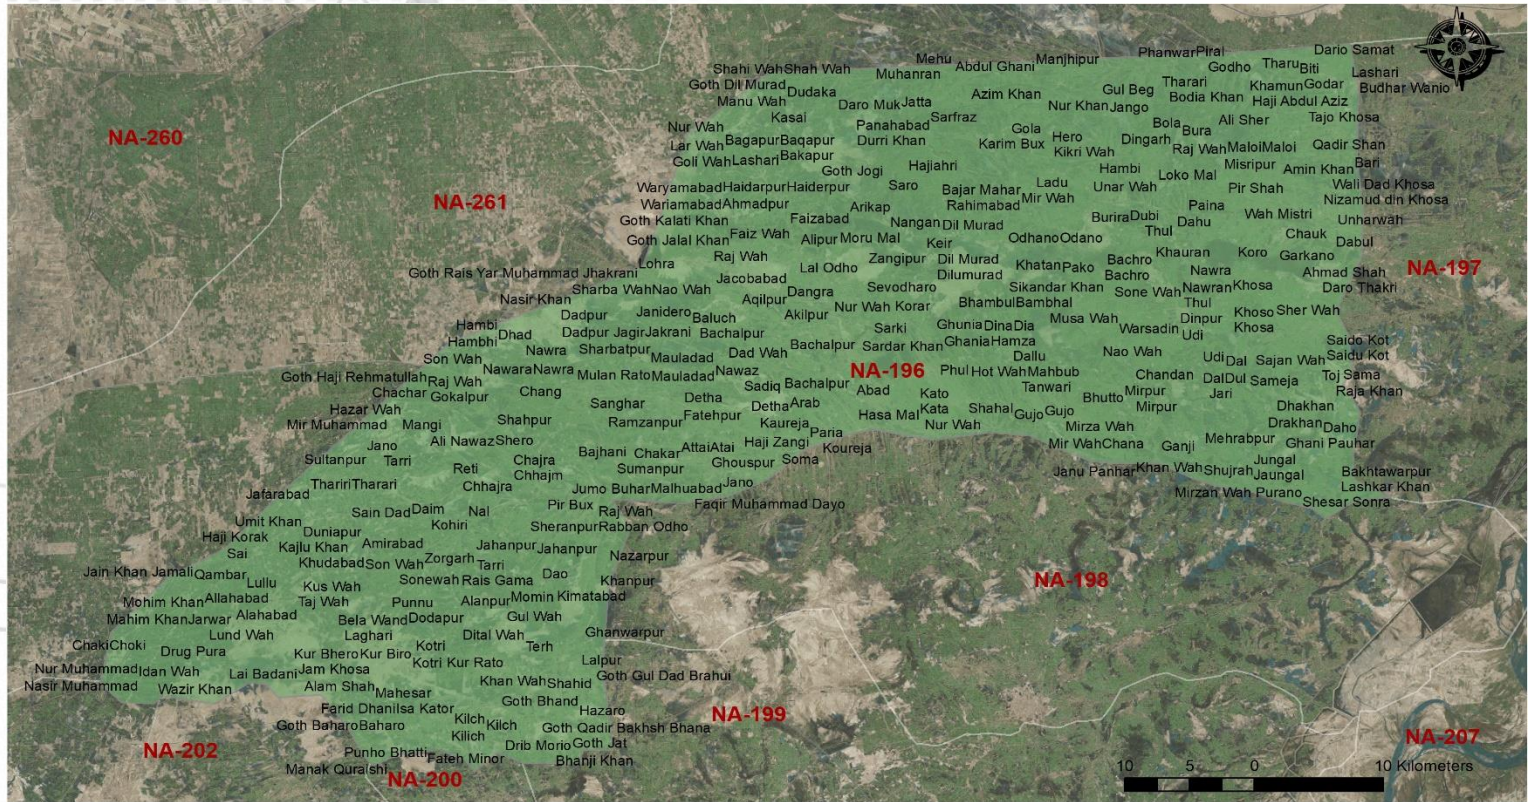 Dario Samat
Mehu Manjhipur Phanwar Piral
Shahi Wah Shah Wah Muhanran Abdul Ghani Godho Tharu Biti Lashari
Goth Dil Murad Dudaka Azim Khan Gul Beg Tharari Khamun Godar Budhar Wanio
Manu Wah Daro Muk Jatta Nur Khan Jango Bodia Khan Haji Abdul Aziz
Kasai Panahabad Sarfraz Gola Bola Ali Sher Tajo Khosa
Nur Wah Bagapur Baqapur Durri Khan Karim Bux Hero Dingarh Bura
NA-260
Lar Wah Bakapur Kikri Wah Raj Wah Maloi Maloi Qadir Shan
Goli Wah Lashari Goth Jogi Hajiahri Hambi Loko Mal Misripur Amin Khan Bari
Waryamabad Haidarpur Haiderpur Saro Bajar Mahar Ladu Unar Wah Pir Shah Wali Dad Khosa
NA-261
Wariamabad Ahmadpur Arikap Rahimabad Mir Wah Paina Nizamud din Khosa
Goth Kalati Khan Faizabad Nangan Dil Murad Burira Dubi Dahu Wah Mistri Unharwah
Goth Jalal Khan Faiz Wah Alipur Moru Mal Keir Odhano Odano Thul Chauk Dabul
Lohra Raj Wah Lal Odho Zangipur Dil Murad Khatan Pako Bachro Khauran Koro Garkano
NA-197
Goth Rais Yar Muhammad Jhakrani Jacobabad Dilumurad Bachro Nawra Ahmad Shah
Sharba Wah Nao Wah Dangra Sevodharo Sikandar Khan Sone Wah Nawran Khosa Daro Thakri
Nasir Khan Aqilpur Nur Wah Korar Bhambul Bambhal Thul
Dadpur Janidero Baluch Akilpur Musa Wah Dinpur Khoso Sher Wah
Hambi Dhad Dadpur Jagir Jakrani Bachalpur Sarki Ghunia Dina Dia Warsadin Udi Khosa
Hambhi Nawra Sharbatpur Bachalpur Sardar Khan Ghania Hamza Saido Kot
Son Wah Mauladad Dad Wah Dallu Nao Wah Udi Dal Sajan Wah Saidu Kot
NA-196
Goth Haji Rehmatullah Raj Wah Nawara Nawra Mulan Rato Mauladad Nawaz Phul Hot Wah Mahbub Chandan Dal Dul Sameja Toj Sama
Chachar Gokalpur Chang Sadiq Bachalpur Abad Kato Tanwari Bhutto Mirpur Jari Raja Khan
Hazar Wah Sanghar Detha Detha Arab Kata Shahal Gujo Gujo Mirpur Dhakhan
Mir Muhammad Mangi Shahpur Ramzanpur Fatehpur Kaureja Hasa Mal Nur Wah Mirza Wah Drakhan Daho
Jano Ali Nawaz Shero Haji Zangi Paria Mir Wah Chana Ganji Mehrabpur Ghani Pauhar
Sultanpur Tarri Chajra Bajhani Chakar Attai Atai Koureja Jungal
Reti Chhajm Sumanpur Ghouspur Soma Janu Panhar Khan Wah Shujrah Jaungal Bakhtawarpur
Jafarabad Thariri Tharari Chhajra Jumo Buhar Malhuabad Jano Mirzan Wah Purano Lashkar Khan
Sain Dad Daim Nal Pir Bux Raj Wah Faqir Muhammad Dayo Shesar Sonra
Umit Khan Duniapur Kohiri Sheranpur Rabban Odho
Haji Korak Kajlu Khan Amirabad Jahanpur Jahanpur Nazarpur
Sai Khudabad Son Wah Zorgarh Tarri
Jain Khan Jamali Qambar Lullu Kus Wah Sonewah Rais Gama Dao Khanpur
NA-198
Mohim Khan Allahabad Taj Wah Punnu Alanpur Momin Kimatabad
Mahim Khan Jarwar Alahabad Bela Wand Dodapur Gul Wah
Chaki Choki Lund Wah Laghari Dital Wah Ghanwarpur
Drug Pura Kur Bhero Kur Biro Kotri Terh
Nur Muhammad Idan Wah Lai Badani Jam Khosa Kotri Kur Rato Lalpur
Nasir Muhammad Wazir Khan Alam Shah Mahesar Khan Wah Shahid Goth Gul Dad Brahui
Farid Dhanilsa Kator Goth Bhand Hazaro
NA-199
Goth Baharo Baharo Kilch Kilch Goth Qadir Bakhsh Bhana
Kilich
NA-207
NA-202
Punho Bhatti Fateh Minor Drib Morio Goth Jat
Manak Quraishi Bhanji Khan
NA-200
10 5 0 10 Kilometers